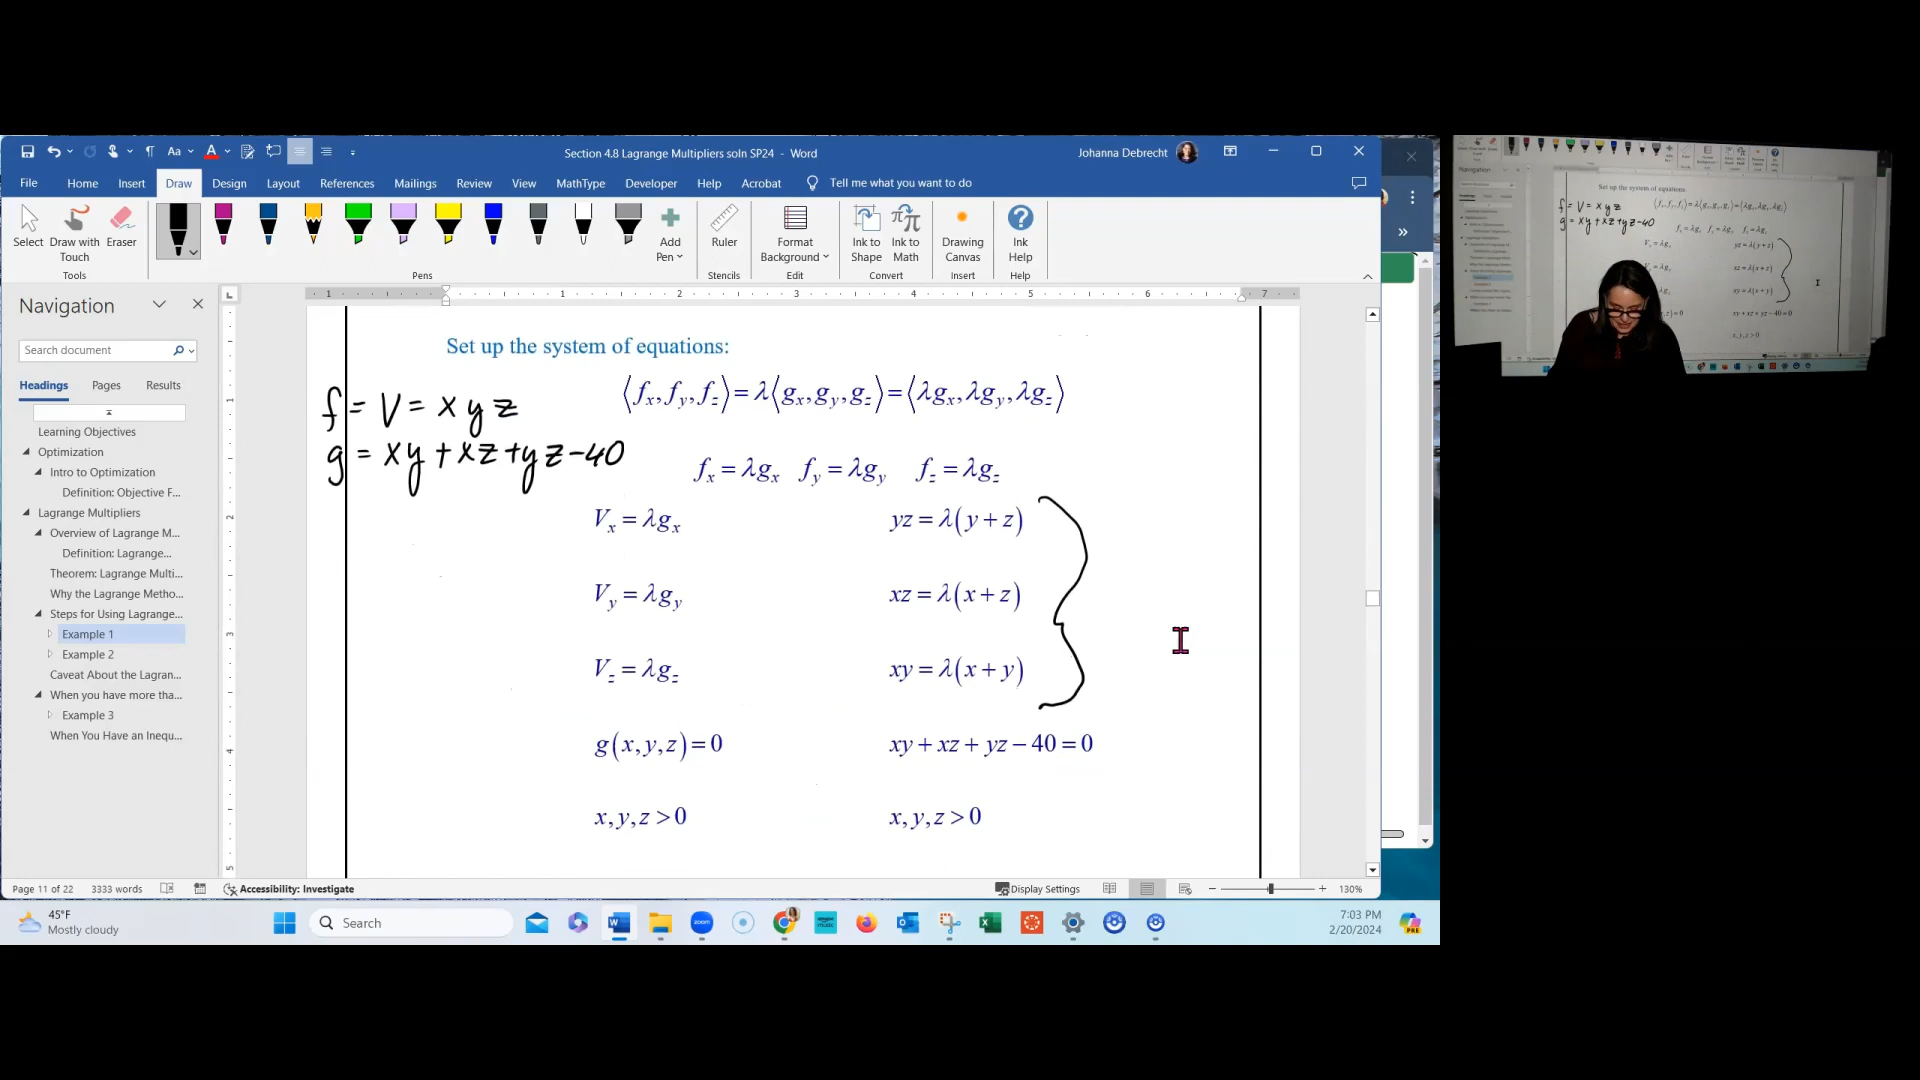 Section 4.8 Lagrange Multipliers soln SP24 - Word
Johanna Debrecht
File Home Insert Draw Design Layout References Mailings Review View MathType Developer Help Acrobat Tell me what you want to do
Select Draw with Touch Eraser Add Pen Ruler Format Background Ink to Shape Ink to Math Drawing Canvas Ink Help
Tools Pens Stencils Edit Convert Insert Help
Navigation
Search document
Headings Pages Results
Learning Objectives
Optimization
Intro to Optimization
Definition: Objective F...
Lagrange Multipliers
Overview of Lagrange M...
Definition: Lagrange...
Theorem: Lagrange Multi...
Why the Lagrange Metho...
Steps for Using Lagrange...
Example 1
Example 2
Caveat About the Lagran...
When you have more tha...
Example 3
When You Have an Inequ...
Set up the system of equations:
⟨f_x, f_y, f_z⟩ = λ⟨g_x, g_y, g_z⟩ = ⟨λg_x, λg_y, λg_z⟩
f = V = x y z
g = xy + xz + yz - 40
f_x = λg_x f_y = λg_y f_z = λg_z
V_x = λg_x yz = λ(y + z)
V_y = λg_y xz = λ(x + z)
V_z = λg_z xy = λ(x + y)
g(x, y, z) = 0 xy + xz + yz − 40 = 0
x, y, z > 0 x, y, z > 0
Page 11 of 22 3333 words Accessibility: Investigate Display Settings 130%
45°F
Mostly cloudy
Search
7:03 PM
2/20/2024